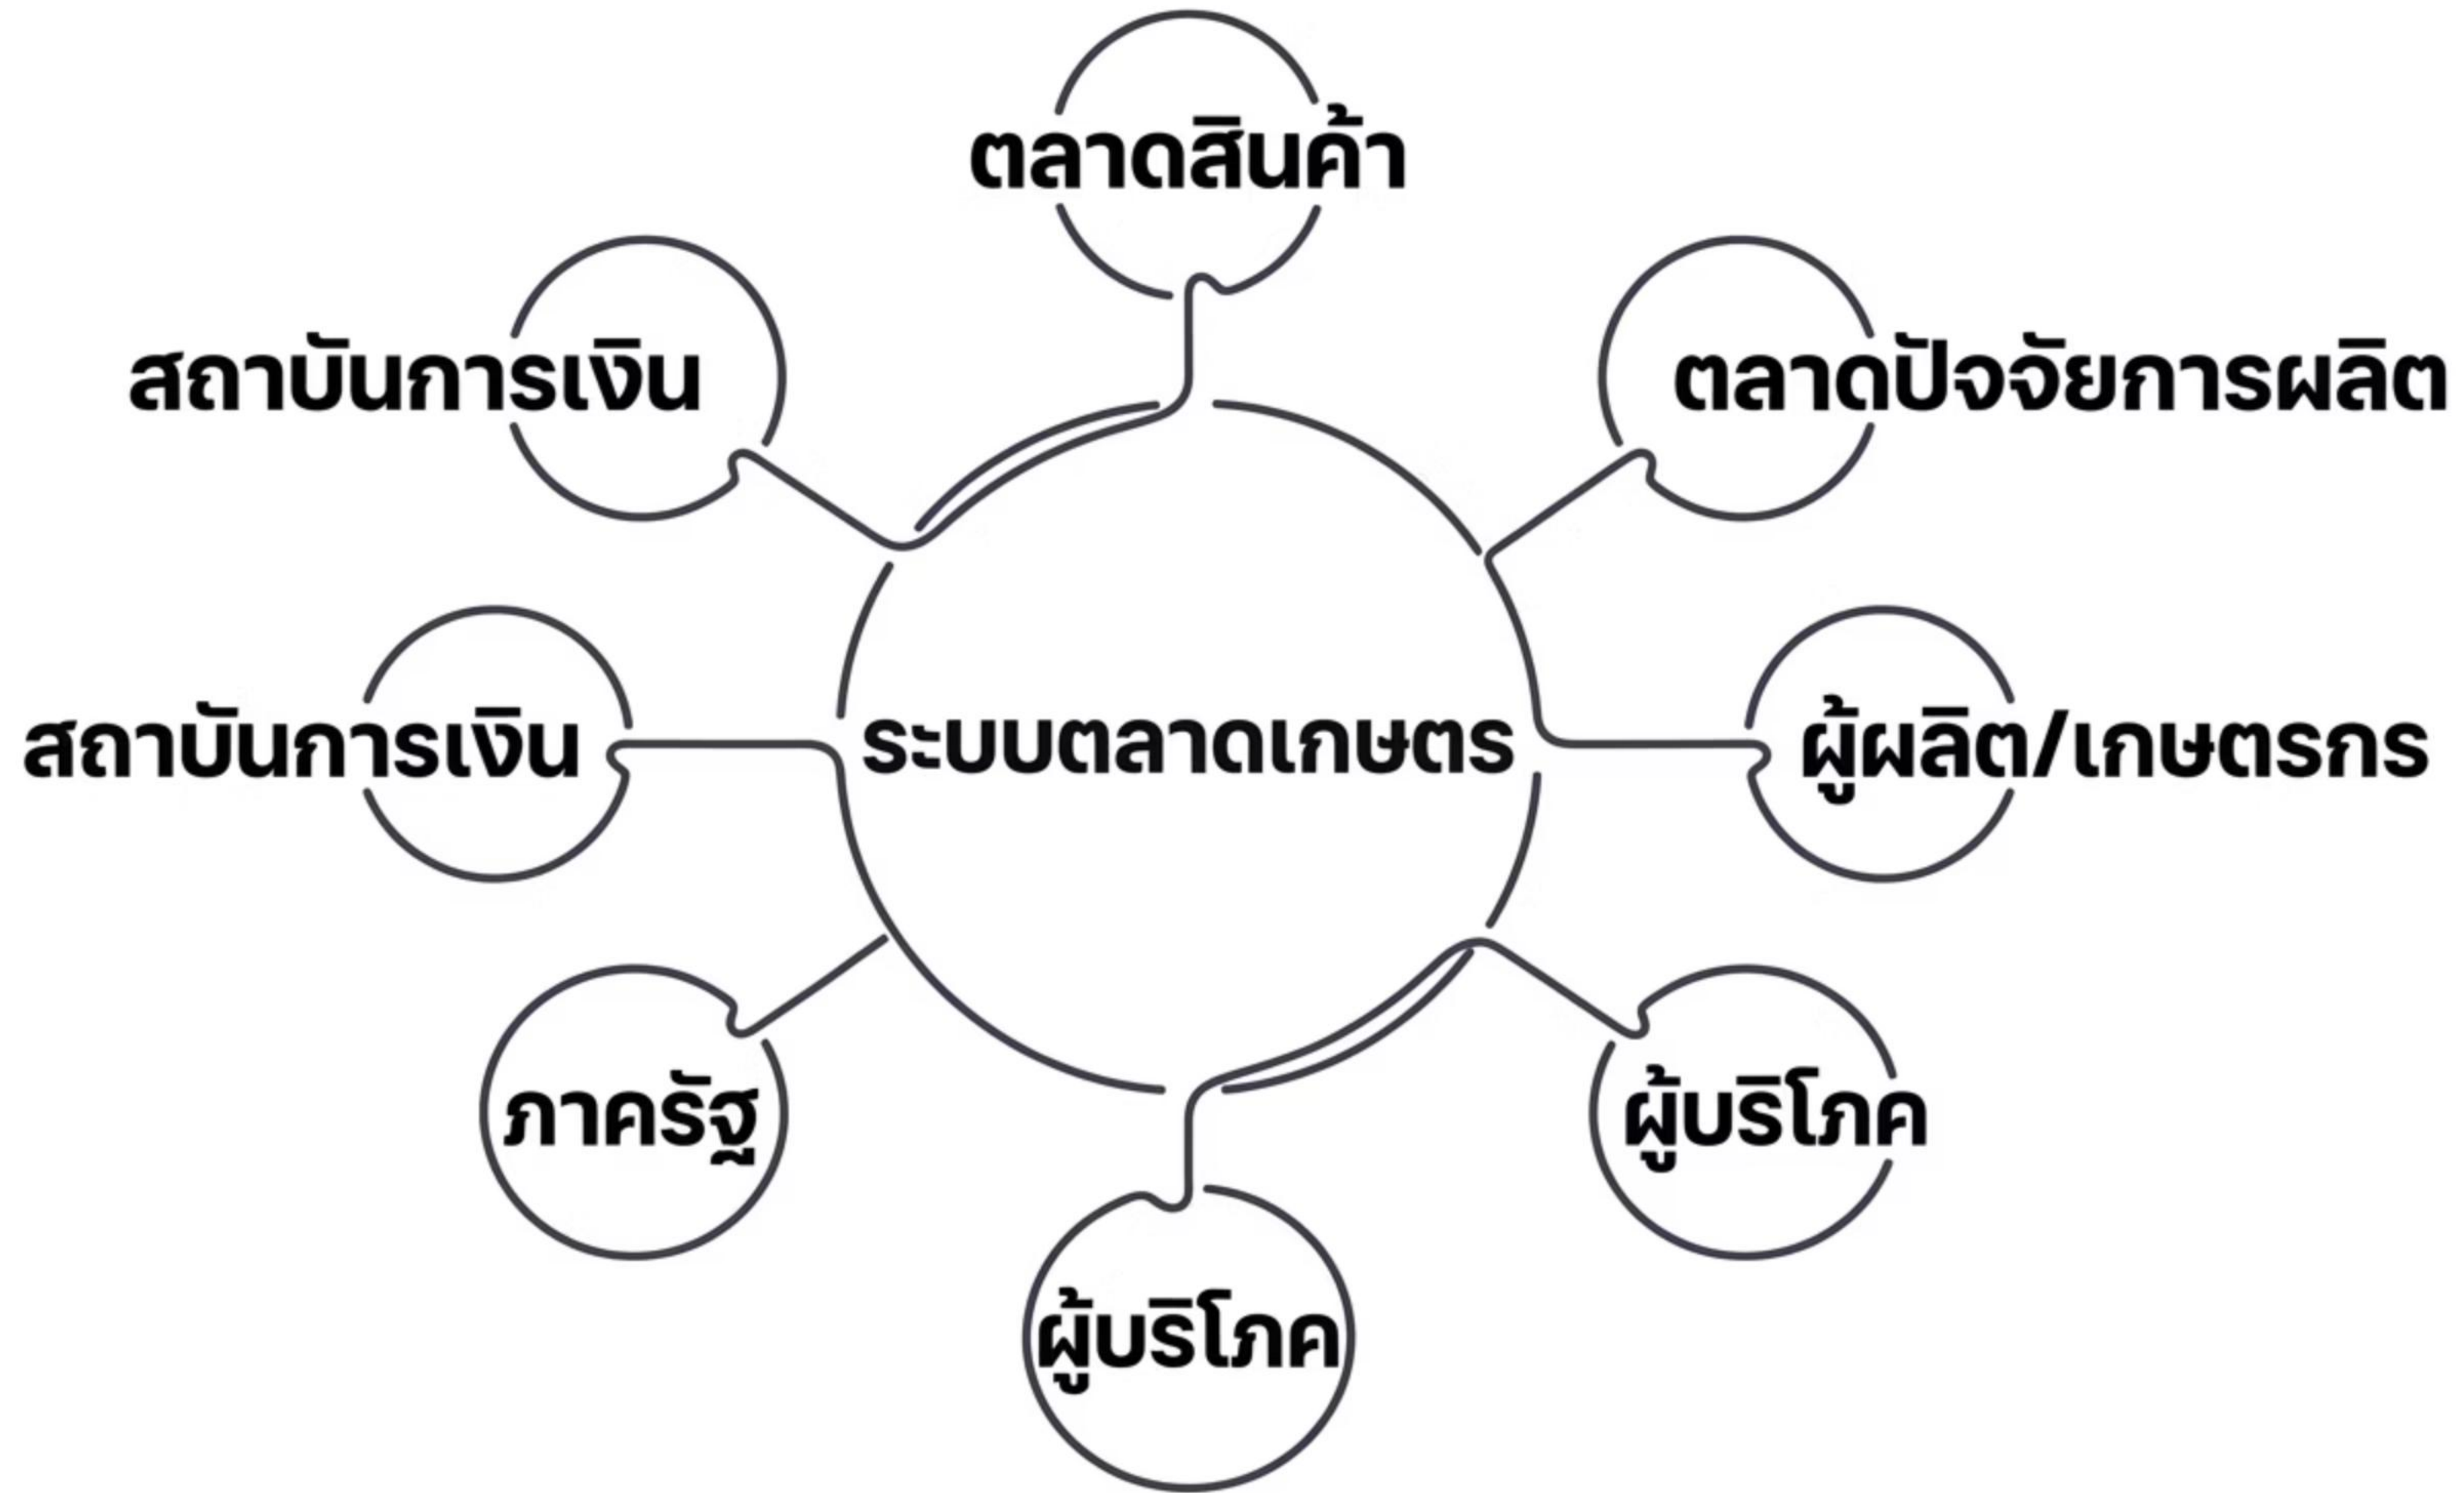 ตลาดสินค้า
สถาบันการเงิน
ตลาดปัจจัยการผลิต
สถาบันการเงิน
ระบบตลาดเกษตร
ผู้ผลิต/เกษตรกร
ภาครัฐ
ผู้บริโภค
ผู้บริโภค